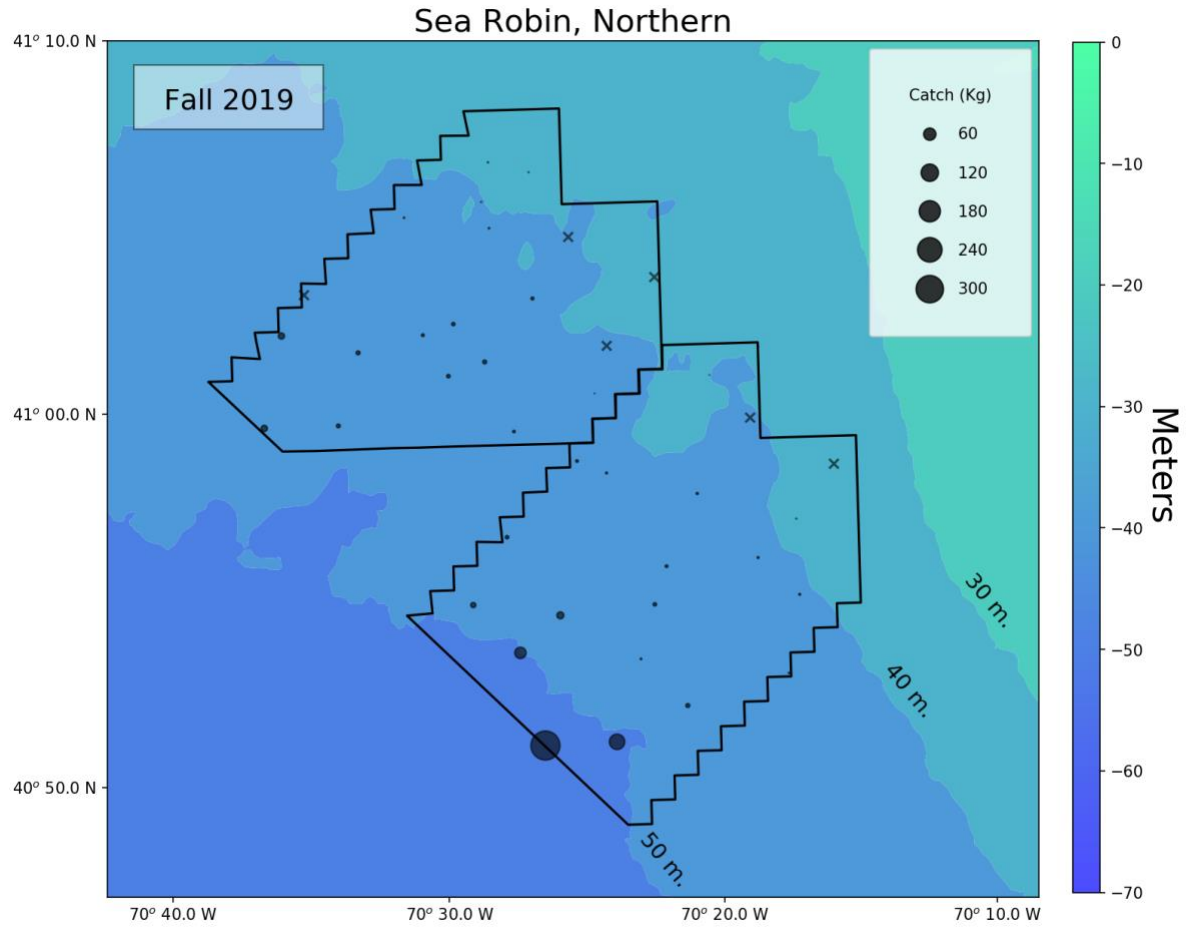 Sea Robin, Northern
41° 10.0 N
Fall 2019
Catch (Kg)
60
120
180
240
300
41° 00.0 N
40° 50.0 N
30 m.
40 m.
50 m.
70° 40.0 W
70° 30.0 W
70° 20.0 W
70° 10.0 W
0
−10
−20
−30
−40
−50
−60
−70
Meters